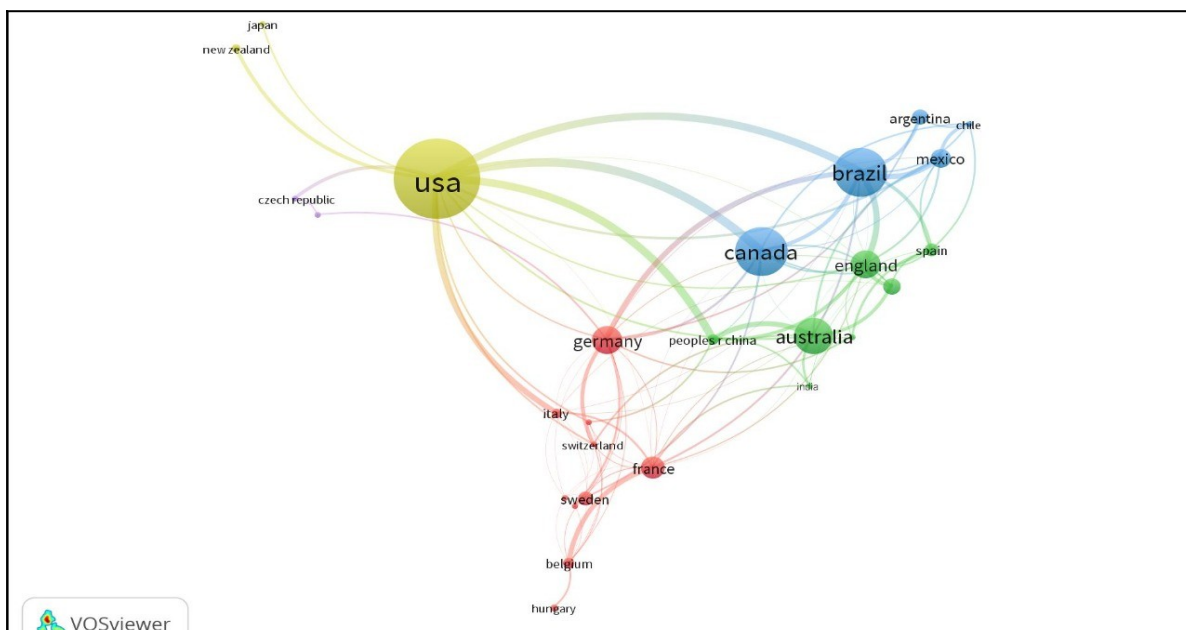 japan
new zealand
usa
argentina
chile
mexico
brazil
czech republic
canada
spain
england
germany
peoples r china
australia
india
italy
switzerland
france
sweden
belgium
hungary
VOSviewer